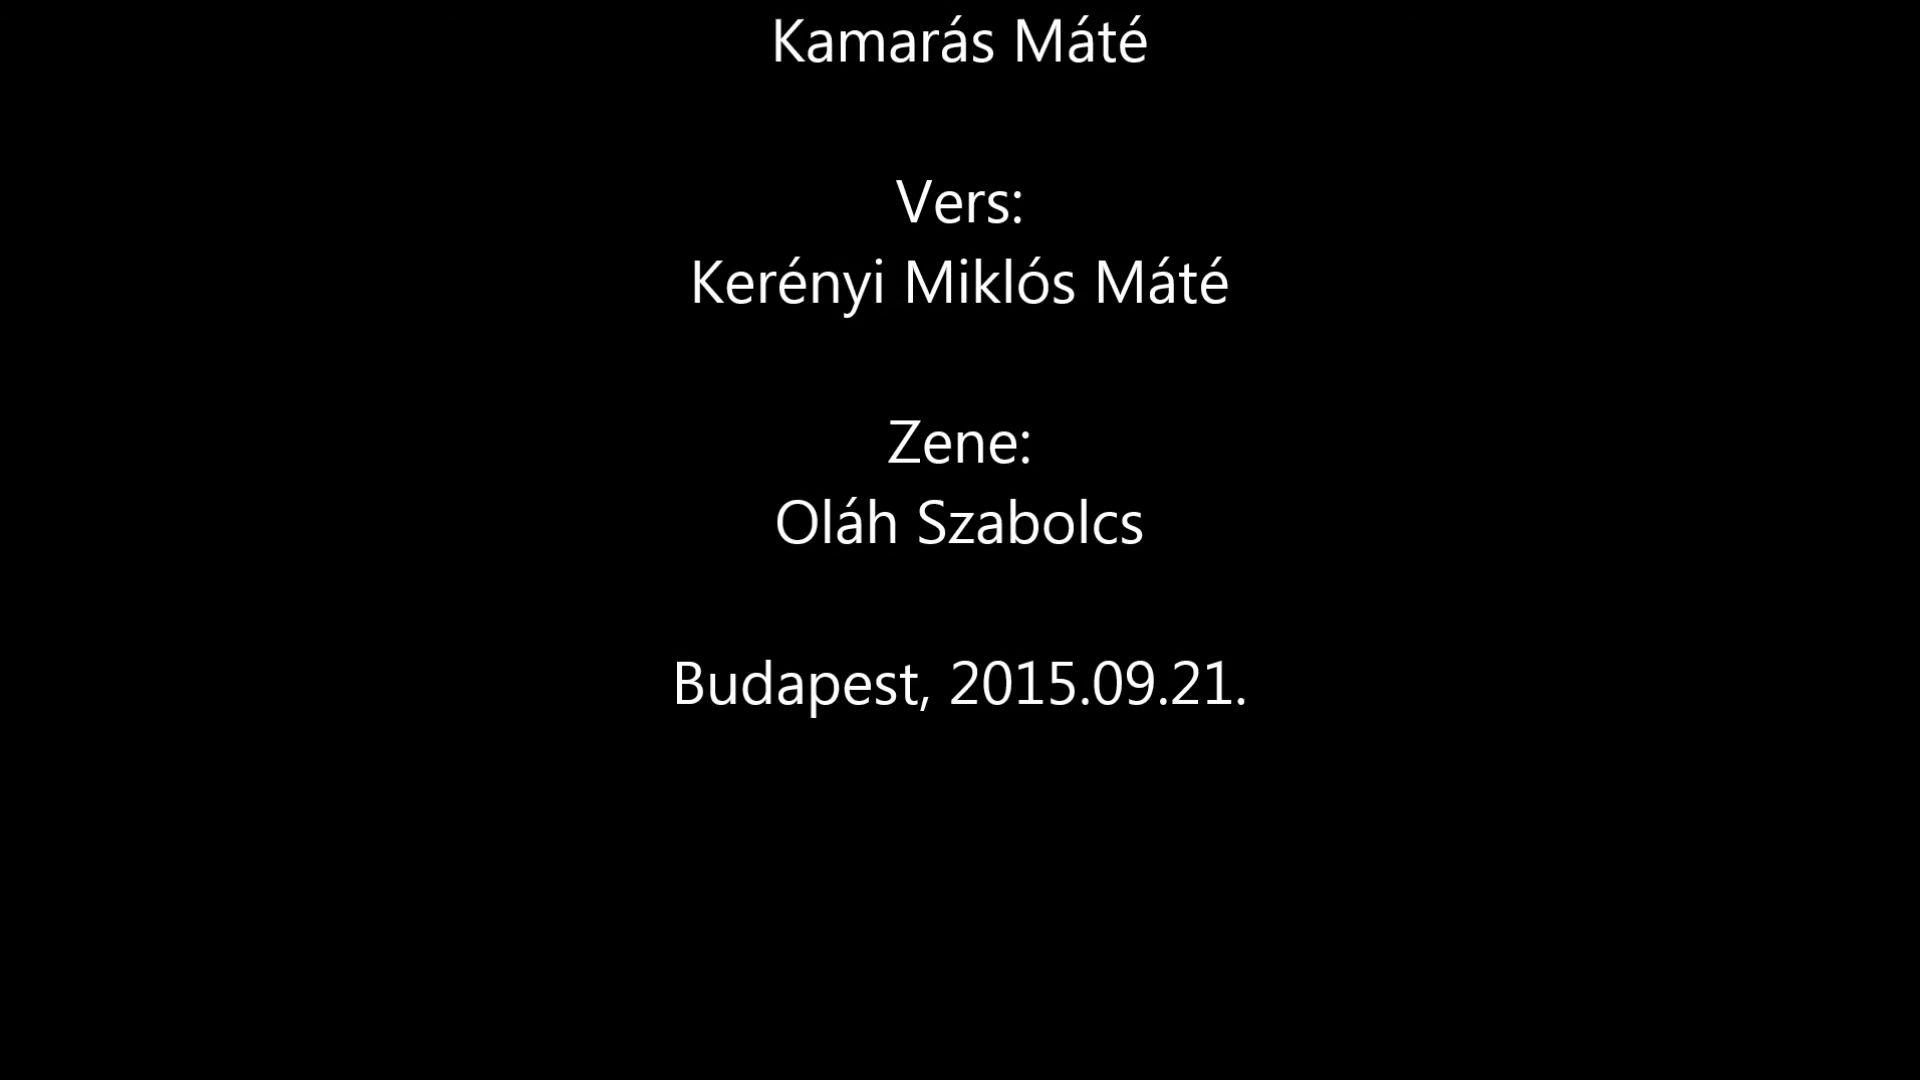 Kamarás Máté
Vers:
Kerényi Miklós Máté
Zene:
Oláh Szabolcs
Budapest, 2015.09.21.